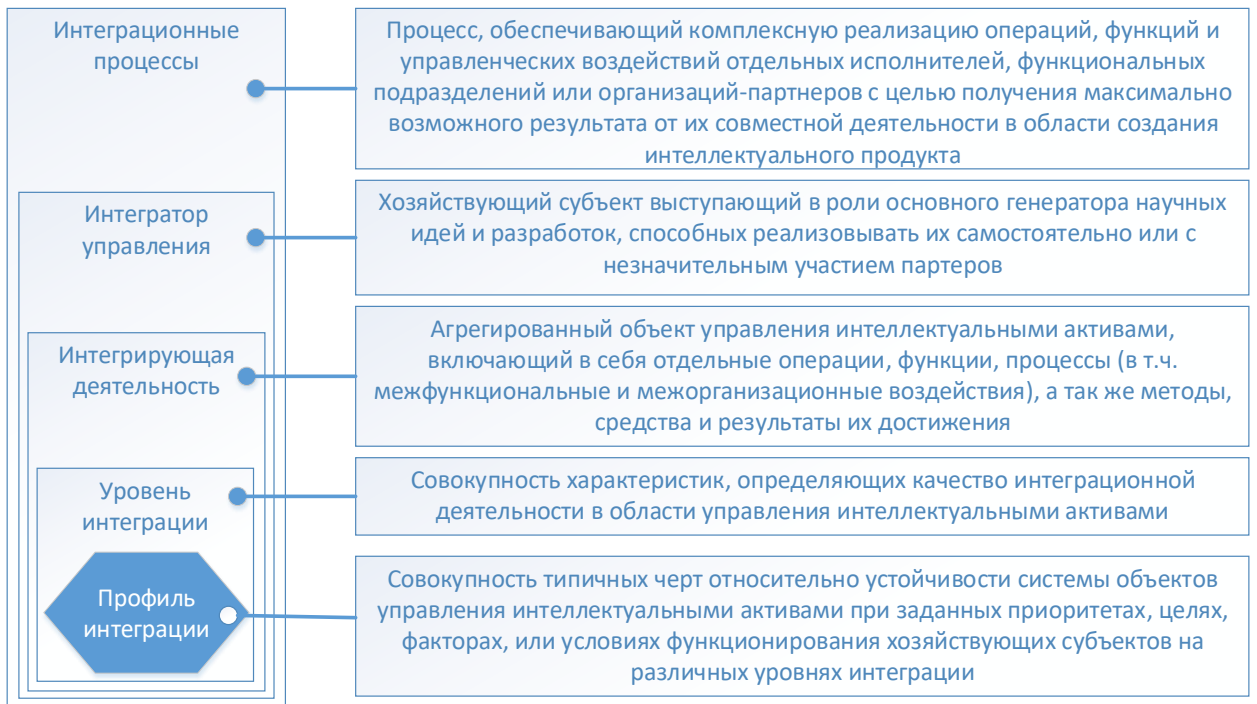 Интеграционные
процессы
Процесс, обеспечивающий комплексную реализацию операций, функций и
управленческих воздействий отдельных исполнителей, функциональных
подразделений или организаций-партнеров с целью получения максимально
возможного результата от их совместной деятельности в области создания
интеллектуального продукта
Интегратор
управления
Хозяйствующий субъект выступающий в роли основного генератора научных
идей и разработок, способных реализовывать их самостоятельно или с
незначительным участием партеров
Интегрирующая
деятельность
Агрегированный объект управления интеллектуальными активами,
включающий в себя отдельные операции, функции, процессы (в т.ч.
межфункциональные и межорганизационные воздействия), а так же методы,
средства и результаты их достижения
Уровень
интеграции
Совокупность характеристик, определяющих качество интеграционной
деятельности в области управления интеллектуальными активами
Профиль
интеграции
Совокупность типичных черт относительно устойчивости системы объектов
управления интеллектуальными активами при заданных приоритетах, целях,
факторах, или условиях функционирования хозяйствующих субъектов на
различных уровнях интеграции